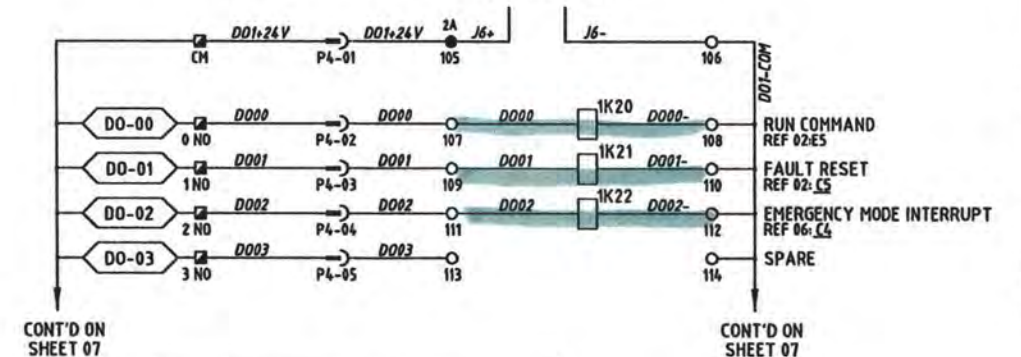 DO1+24V DO1+24V 2A J6+ J6-
CM P4-01 105 106
DO1-COM
DO-00 DO00 DO00 DO00 1K20 DO00- RUN COMMAND
0 NO P4-02 107 108 REF 02:E5
DO-01 DO01 DO01 DO01 1K21 DO01- FAULT RESET
1 NO P4-03 109 110 REF 02: C5
DO-02 DO02 DO02 DO02 1K22 DO02- EMERGENCY MODE INTERRUPT
2 NO P4-04 111 112 REF 06: C4
DO-03 DO03 DO03 SPARE
3 NO P4-05 113 114
CONT'D ON CONT'D ON
SHEET 07 SHEET 07